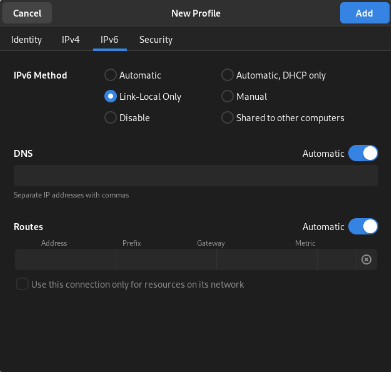 Cancel New Profile Add
Identity IPv4 IPv6 Security
IPv6 Method Automatic Automatic, DHCP only
Link-Local Only Manual
Disable Shared to other computers
DNS Automatic
Separate IP addresses with commas
Routes Automatic
Address Prefix Gateway Metric
Use this connection only for resources on its network